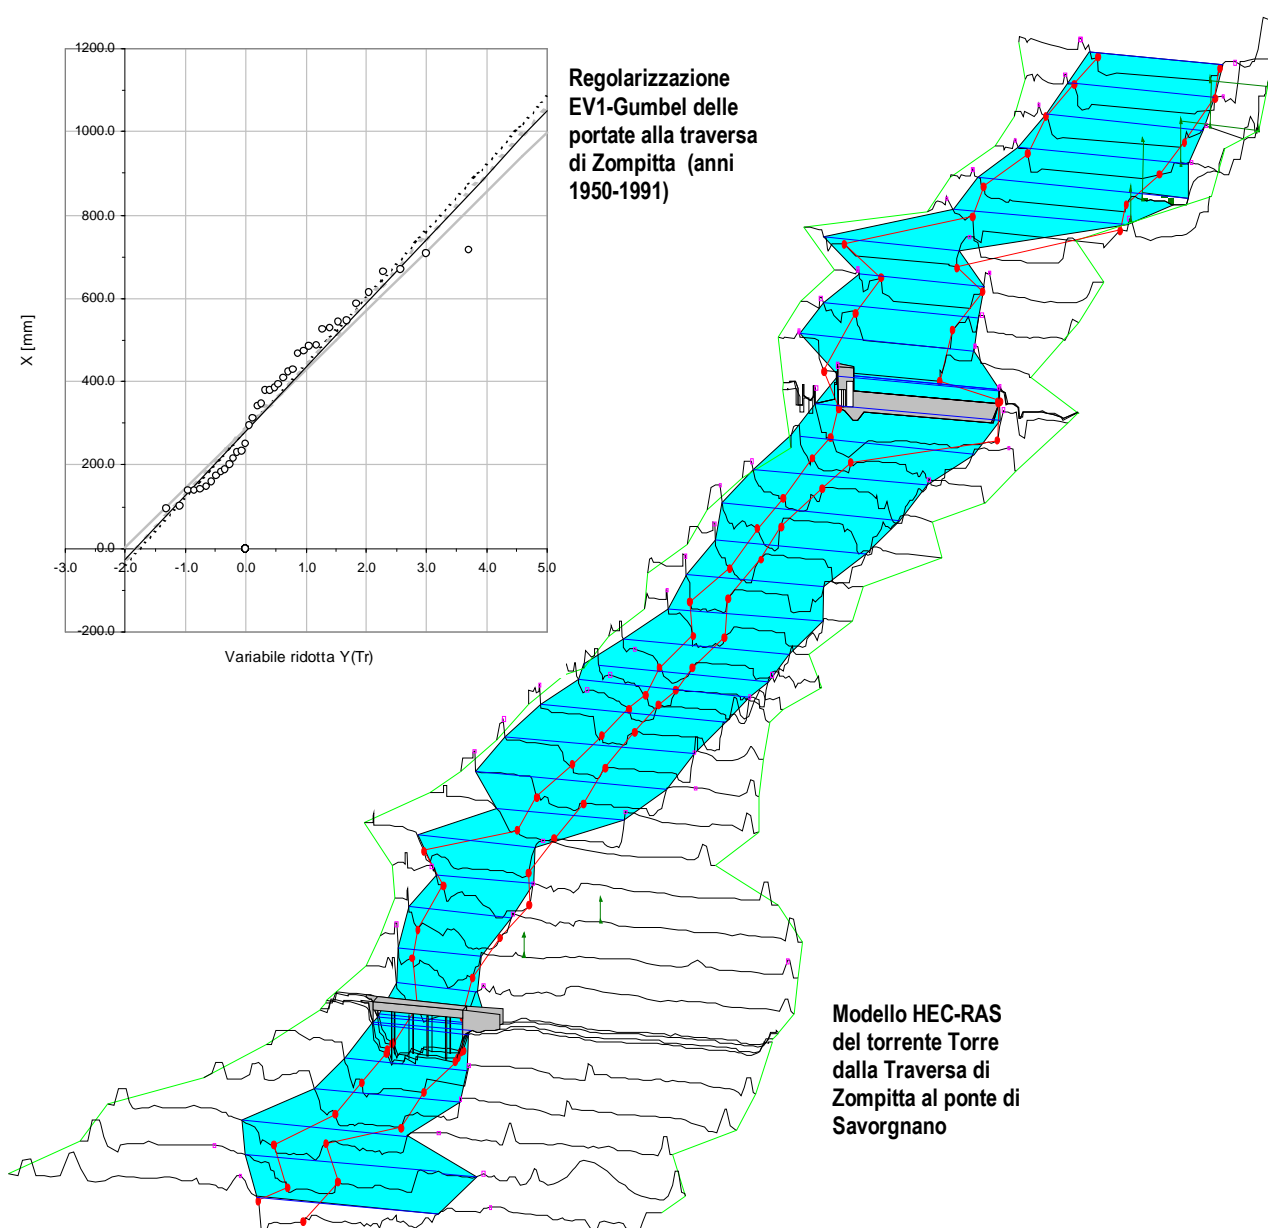 1200.0
1000.0
800.0
600.0
400.0
200.0
0.0
-200.0
-3.0 -2.0 -1.0 0.0 1.0 2.0 3.0 4.0 5.0
X [mm]
Variabile ridotta Y(Tr)
Regolarizzazione
EV1-Gumbel delle
portate alla traversa
di Zompitta (anni
1950-1991)
Modello HEC-RAS
del torrente Torre
dalla Traversa di
Zompitta al ponte di
Savorgnano